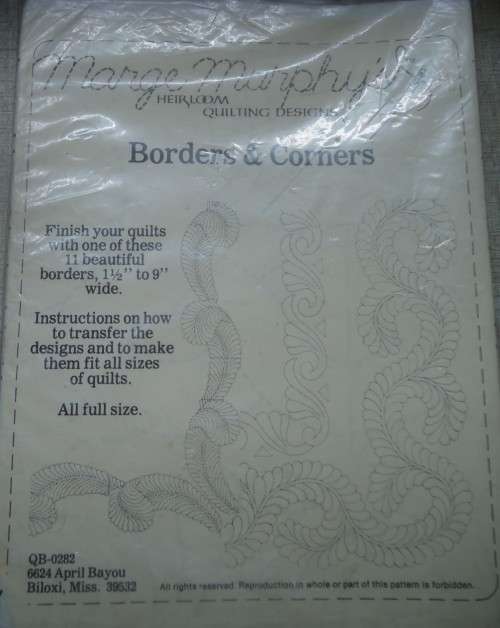 Marge Murphy's
HEIRLOOM
QUILTING DESIGNS
Borders & Corners
Finish your quilts
with one of these
11 beautiful
borders, 1½" to 9"
wide.
Instructions on how
to transfer the
designs and to make
them fit all sizes
of quilts.
All full size.
QB-0282
6624 April Bayou
Biloxi, Miss. 39532
All rights reserved. Reproduction in whole or part of this pattern is forbidden.